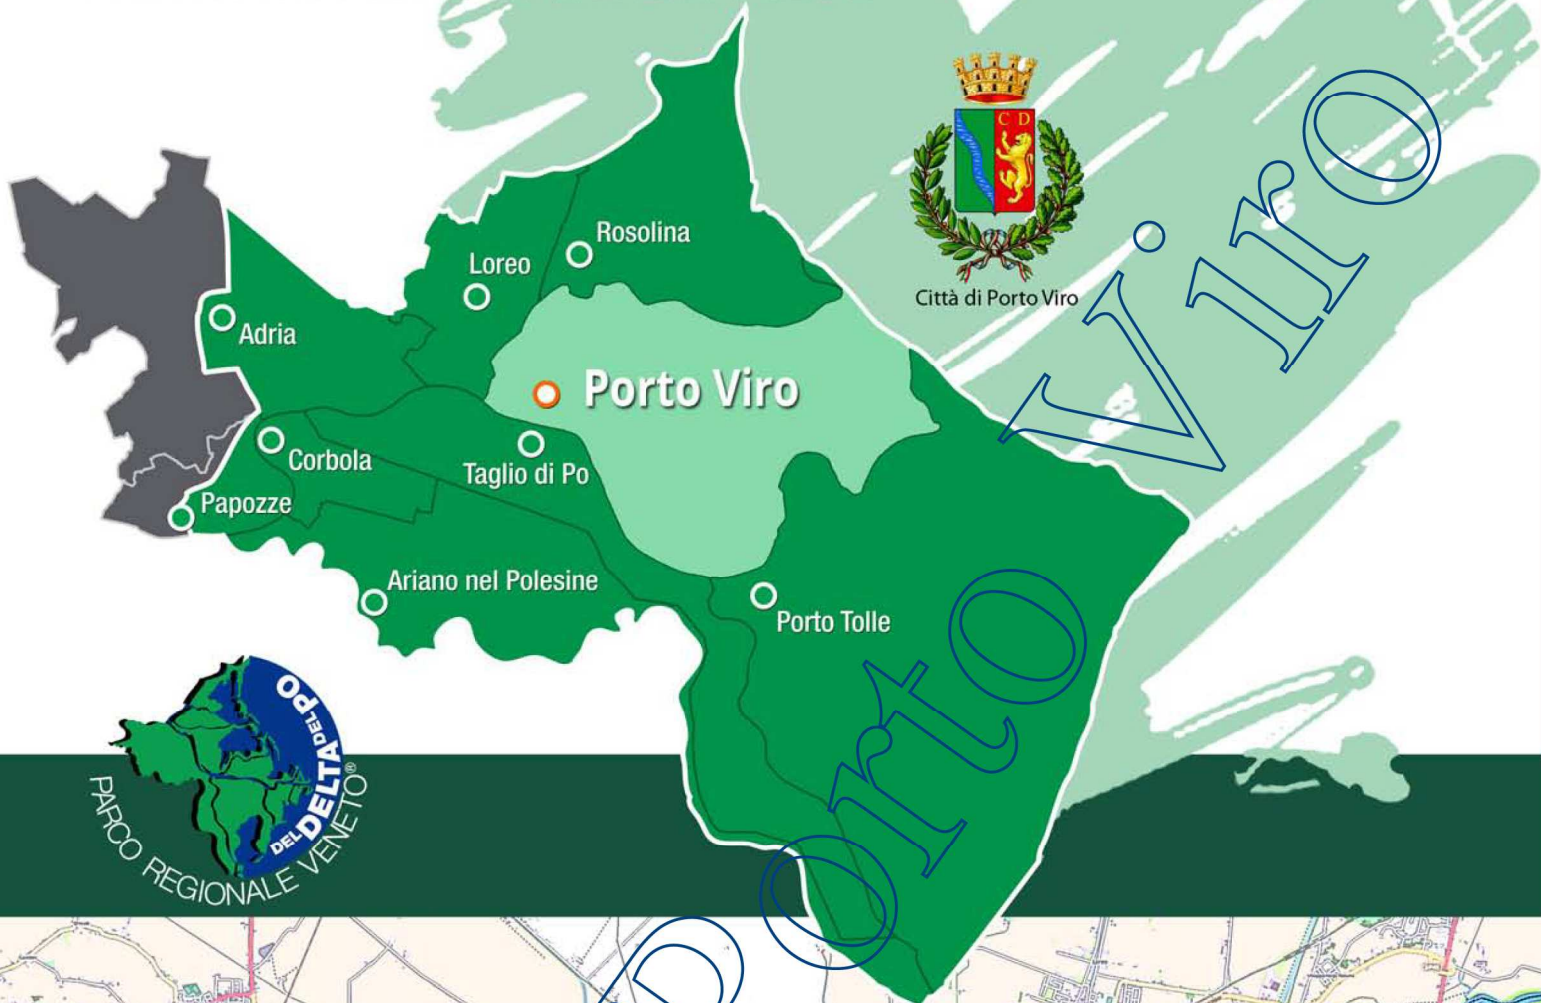 C D
Città di Porto Viro
Rosolina
Loreo
Adria
Porto Viro
Corbola
Taglio di Po
Papozze
Ariano nel Polesine
Porto Tolle
PARCO REGIONALE VENETO®
DEL DELTA DEL PO
Porto Viro